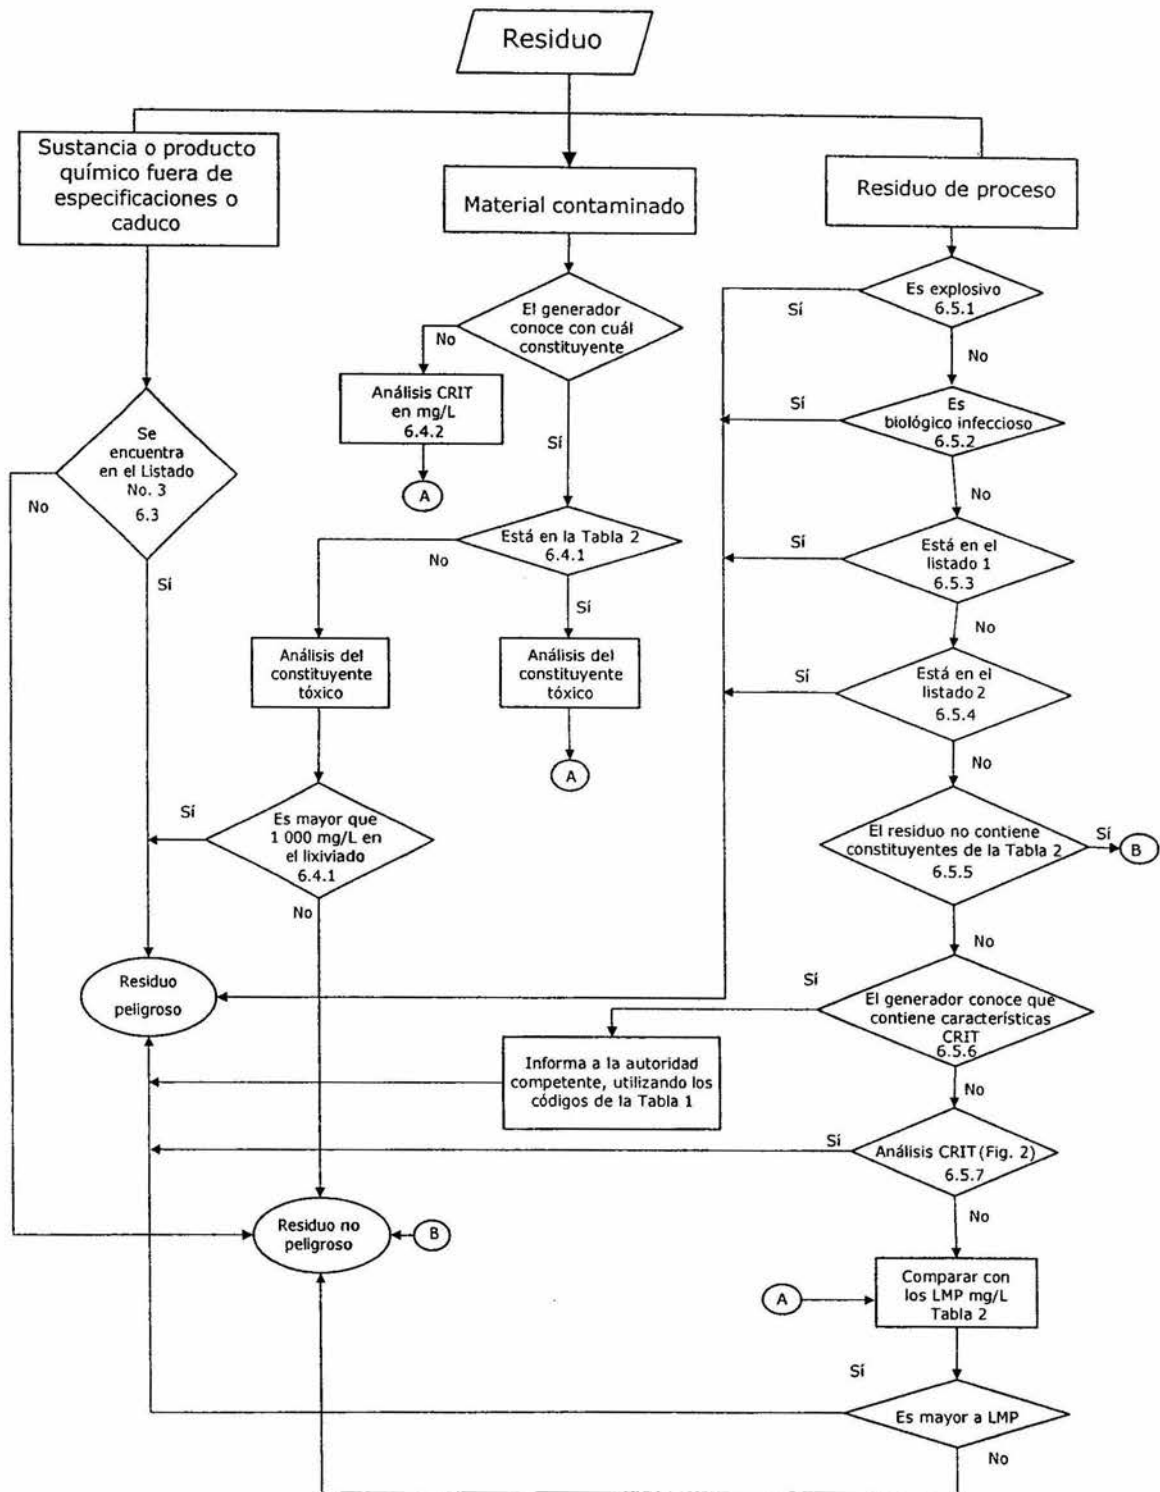 Residuo
Sustancia o producto
químico fuera de
especificaciones o
caduco
Material contaminado
Residuo de proceso
El generador
conoce con cuál
constituyente
No
Sí
Análisis CRIT
en mg/L
6.4.2
A
Es explosivo
6.5.1
Sí
No
Es
biológico infeccioso
6.5.2
Sí
No
Se
encuentra
en el Listado
No. 3
6.3
No
Sí
Está en la Tabla 2
6.4.1
No
Sí
Está en el
listado 1
6.5.3
Sí
No
Análisis del
constituyente
tóxico
Análisis del
constituyente
tóxico
A
Está en el
listado 2
6.5.4
Sí
No
Es mayor que
1 000 mg/L en
el lixiviado
6.4.1
Sí
No
El residuo no contiene
constituyentes de la Tabla 2
6.5.5
Sí
B
No
Residuo
peligroso
El generador conoce que
contiene características
CRIT
6.5.6
Sí
No
Informa a la autoridad
competente, utilizando los
códigos de la Tabla 1
Análisis CRIT (Fig. 2)
6.5.7
Sí
No
Residuo no
peligroso
B
A
Comparar con
los LMP mg/L
Tabla 2
Es mayor a LMP
Sí
No